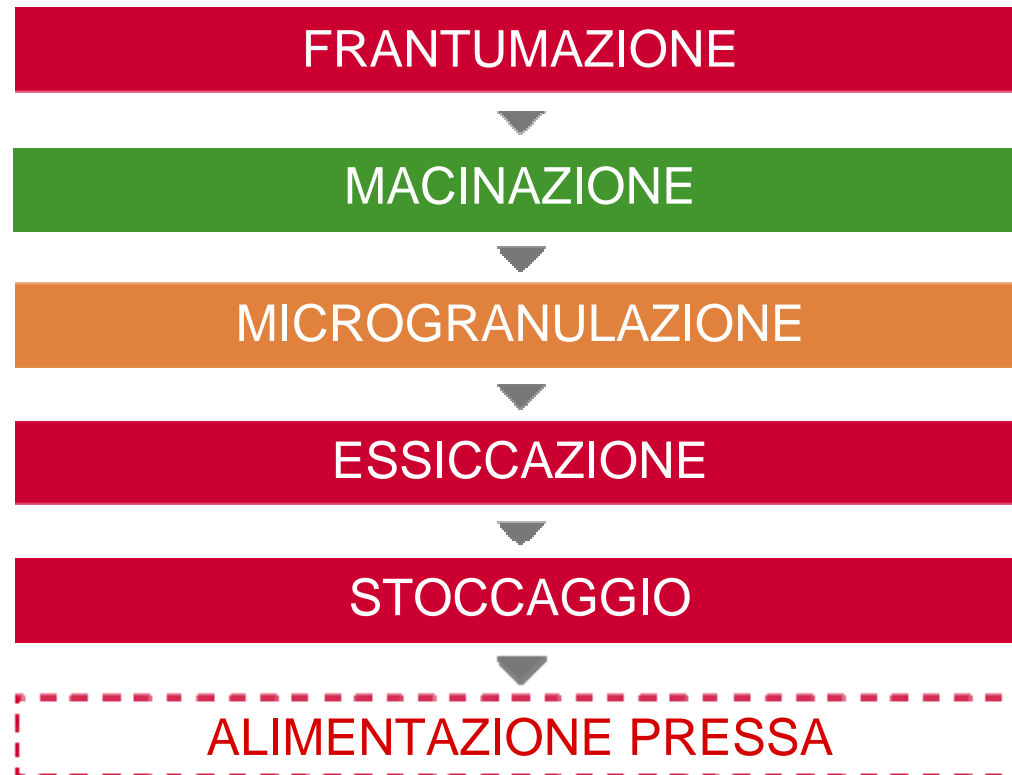 FRANTUMAZIONE
MACINAZIONE
MICROGRANULAZIONE
ESSICCAZIONE
STOCCAGGIO
ALIMENTAZIONE PRESSA